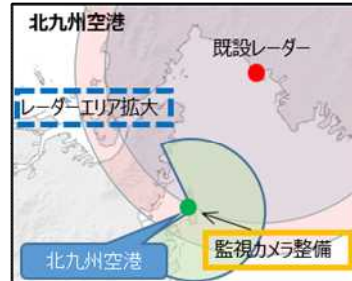 北九州空港
既設レーダー
レーダーエリア拡大
北九州空港
監視カメラ整備